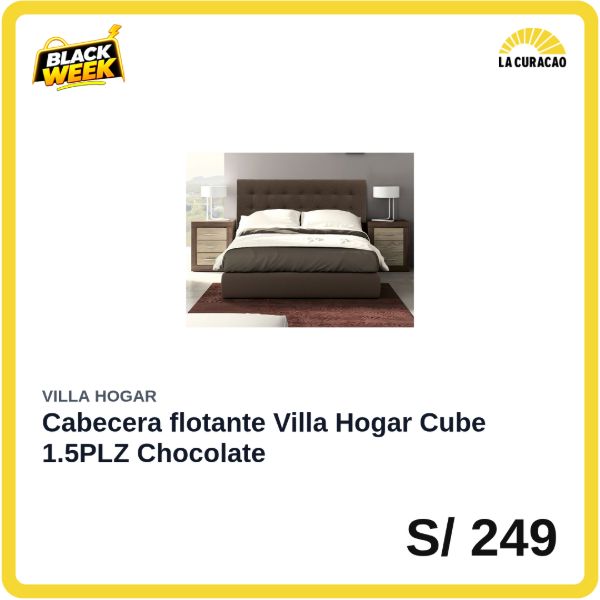 BLACK
WEEK
LA CURACAO
VILLA HOGAR
Cabecera flotante Villa Hogar Cube
1.5PLZ Chocolate
S/ 249